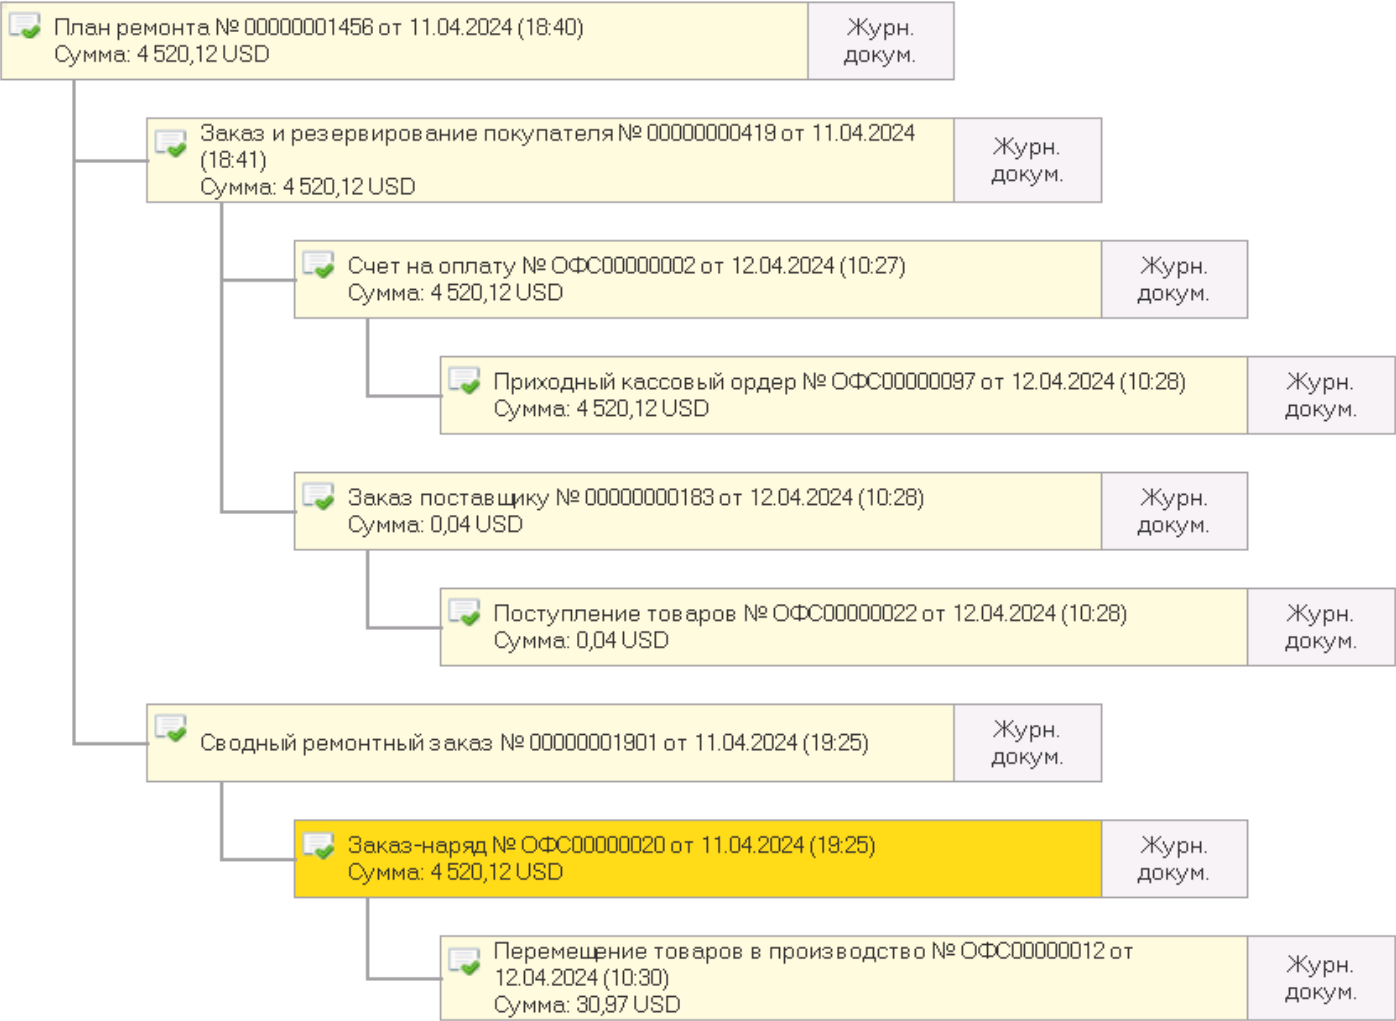 План ремонта № 00000001456 от 11.04.2024 (18:40)
Сумма: 4 520,12 USD
Журн.
докум.
Заказ и резервирование покупателя № 00000000419 от 11.04.2024
(18:41)
Сумма: 4 520,12 USD
Журн.
докум.
Счет на оплату № ОФС00000002 от 12.04.2024 (10:27)
Сумма: 4 520,12 USD
Журн.
докум.
Приходный кассовый ордер № ОФС00000097 от 12.04.2024 (10:28)
Сумма: 4 520,12 USD
Журн.
докум.
Заказ поставщику № 00000000183 от 12.04.2024 (10:28)
Сумма: 0,04 USD
Журн.
докум.
Поступление товаров № ОФС00000022 от 12.04.2024 (10:28)
Сумма: 0,04 USD
Журн.
докум.
Сводный ремонтный заказ № 00000001901 от 11.04.2024 (19:25)
Журн.
докум.
Заказ-наряд № ОФС00000020 от 11.04.2024 (19:25)
Сумма: 4 520,12 USD
Журн.
докум.
Перемещение товаров в производство № ОФС00000012 от
12.04.2024 (10:30)
Сумма: 30,97 USD
Журн.
докум.